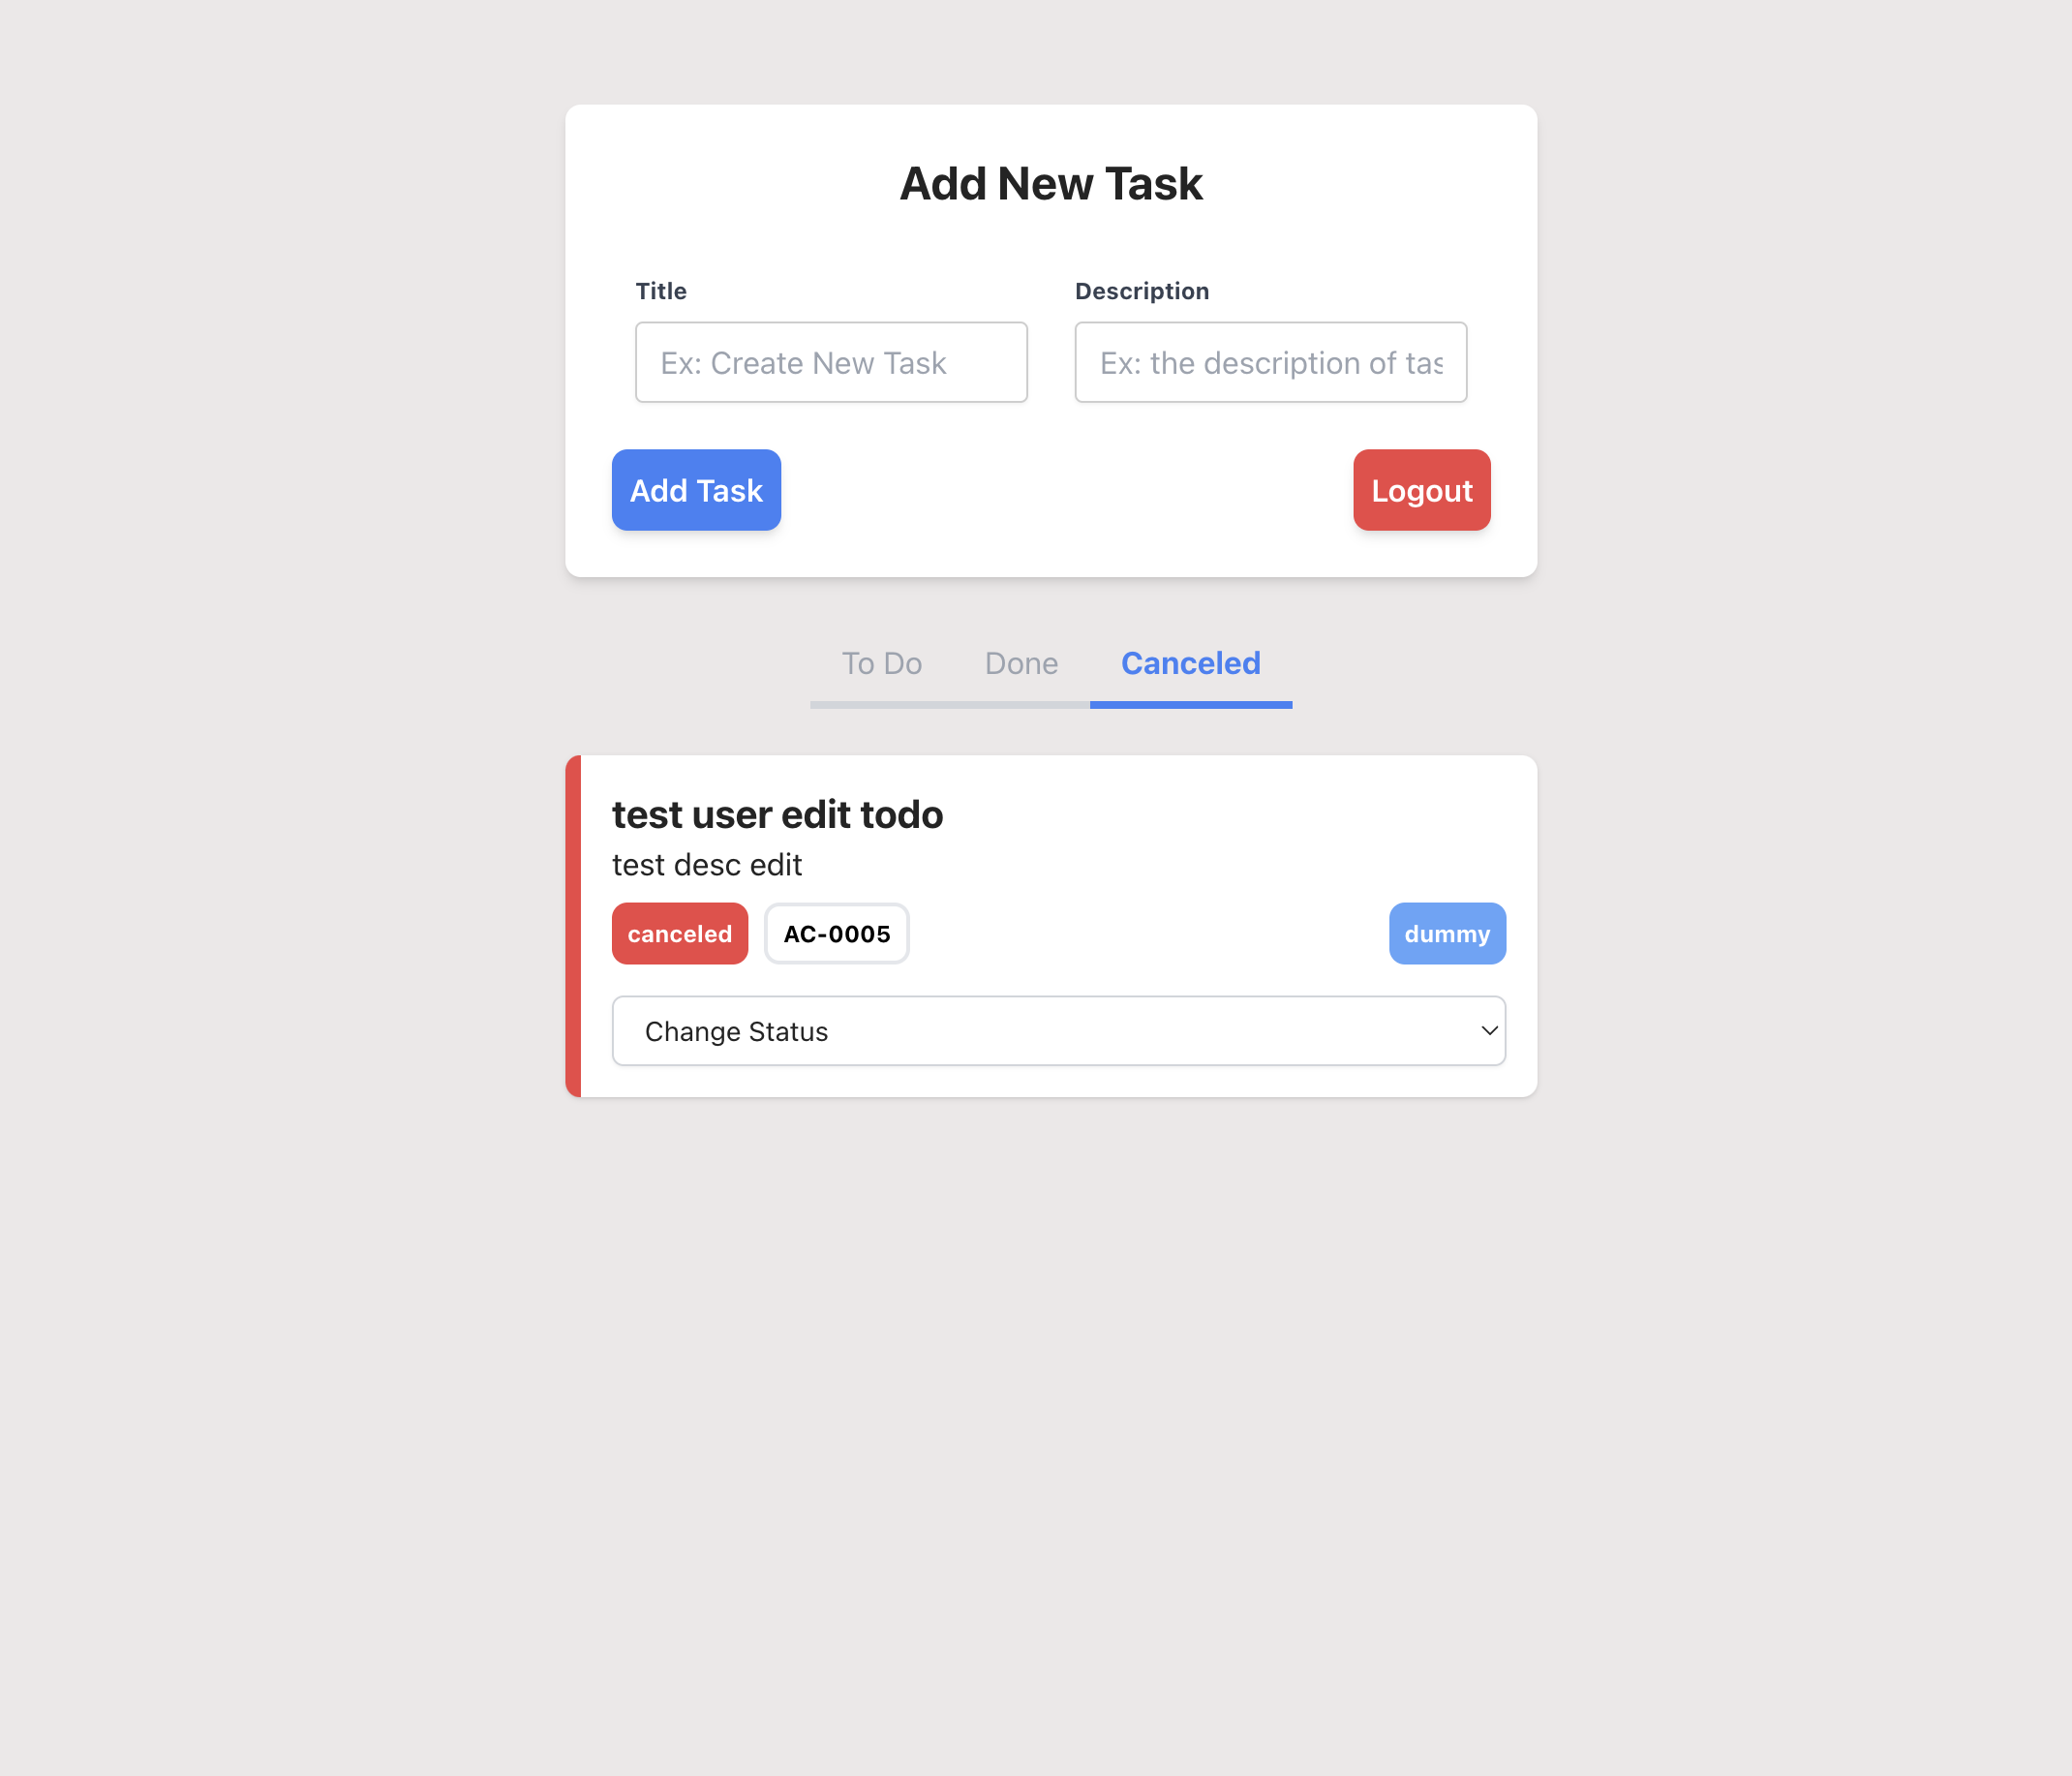 Add New Task
Title
Description
Ex: Create New Task
Ex: the description of tas
Add Task
Logout
To Do
Done
Canceled
test user edit todo
test desc edit
canceled
AC-0005
dummy
Change Status